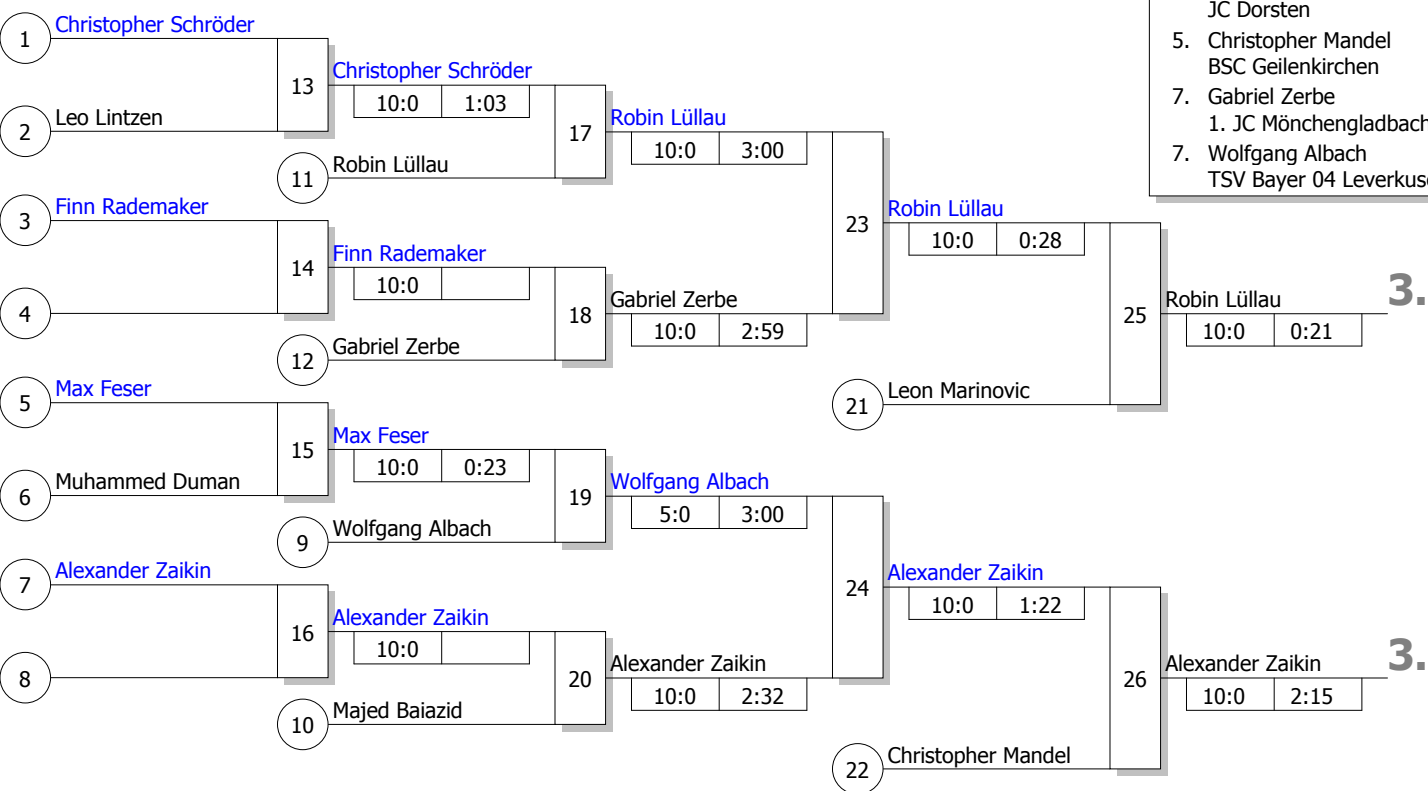 JC Dorsten
5. Christopher Mandel
BSC Geilenkirchen
7. Gabriel Zerbe
1. JC Mönchengladbach
7. Wolfgang Albach
TSV Bayer 04
1 Christopher Schröder
2 Leo Lintzen
13
Christopher Schröder
10:0 1:03
11 Robin Lüllau
17
Robin Lüllau
10:0 3:00
3 Finn Rademaker
4
14
Finn Rademaker
10:0
12 Gabriel Zerbe
18
Gabriel Zerbe
10:0 2:59
23
Robin Lüllau
10:0 0:28
21 Leon Marinovic
25
Robin Lüllau
10:0 0:21
3.
5 Max Feser
6 Muhammed Duman
15
Max Feser
10:0 0:23
9 Wolfgang Albach
19
Wolfgang Albach
5:0 3:00
7 Alexander Zaikin
8
16
Alexander Zaikin
10:0
10 Majed Baiazid
20
Alexander Zaikin
10:0 2:32
24
Alexander Zaikin
10:0 1:22
22 Christopher Mandel
26
Alexander Zaikin
10:0 2:15
3.